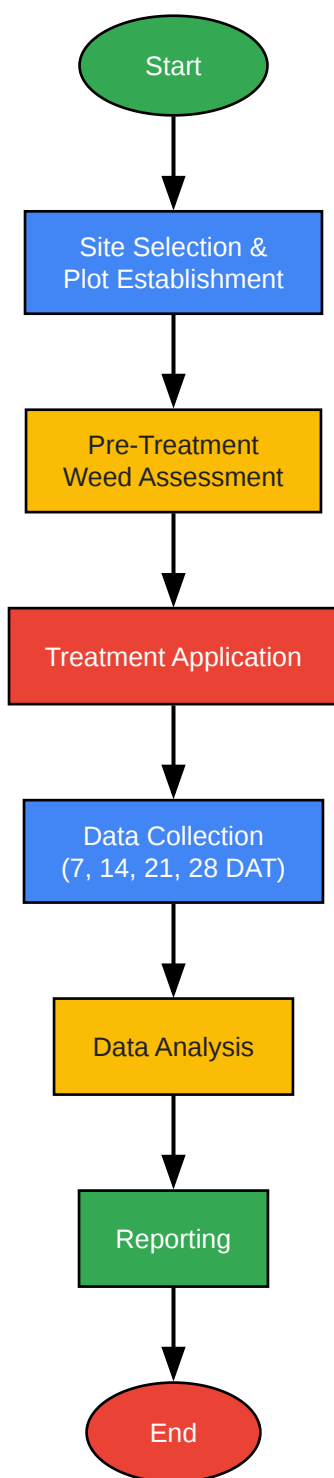 Start
Site Selection &
Plot Establishment
Pre-Treatment
Weed Assessment
Treatment Application
Data Collection
(7, 14, 21, 28 DAT)
Data Analysis
Reporting
End